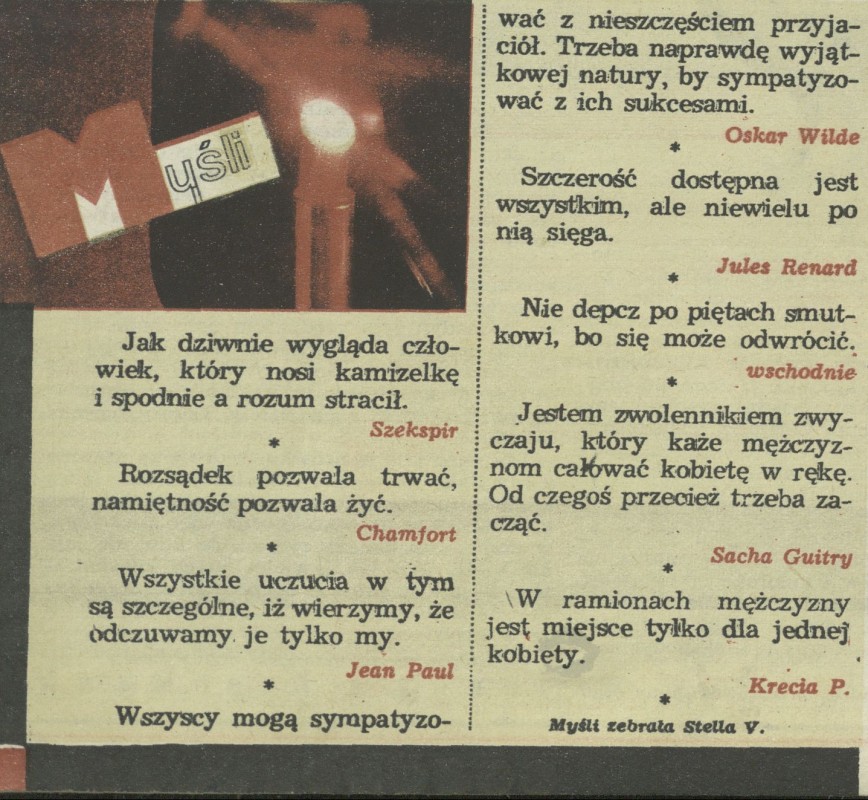 Myśli
Jak dziwnie wygląda czło-
wiek, który nosi kamizelkę
i spodnie a rozum stracił.
Szekspir
*
Rozsądek pozwala trwać,
namiętność pozwala żyć.
Chamfort
*
Wszystkie uczucia w tym
są szczególne, iż wierzymy, że
odczuwamy je tylko my.
Jean Paul
*
Wszyscy mogą sympatyzo-
wać z nieszczęściem przyja-
ciół. Trzeba naprawdę wyjąt-
kowej natury, by sympatyzo-
wać z ich sukcesami.
Oskar Wilde
*
Szczerość dostępna jest
wszystkim, ale niewielu po
nią sięga.
Jules Renard
*
Nie depcz po piętach smut-
kowi, bo się może odwrócić.
wschodnie
*
Jestem zwolennikiem zwy-
czaju, który każe mężczyz-
nom całować kobietę w rękę.
Od czegoś przecież trzeba za-
cząć.
Sacha Guitry
*
W ramionach mężczyzny
jest miejsce tylko dla jednej
kobiety.
Krecia P.
*
Myśli zebrała Stella V.